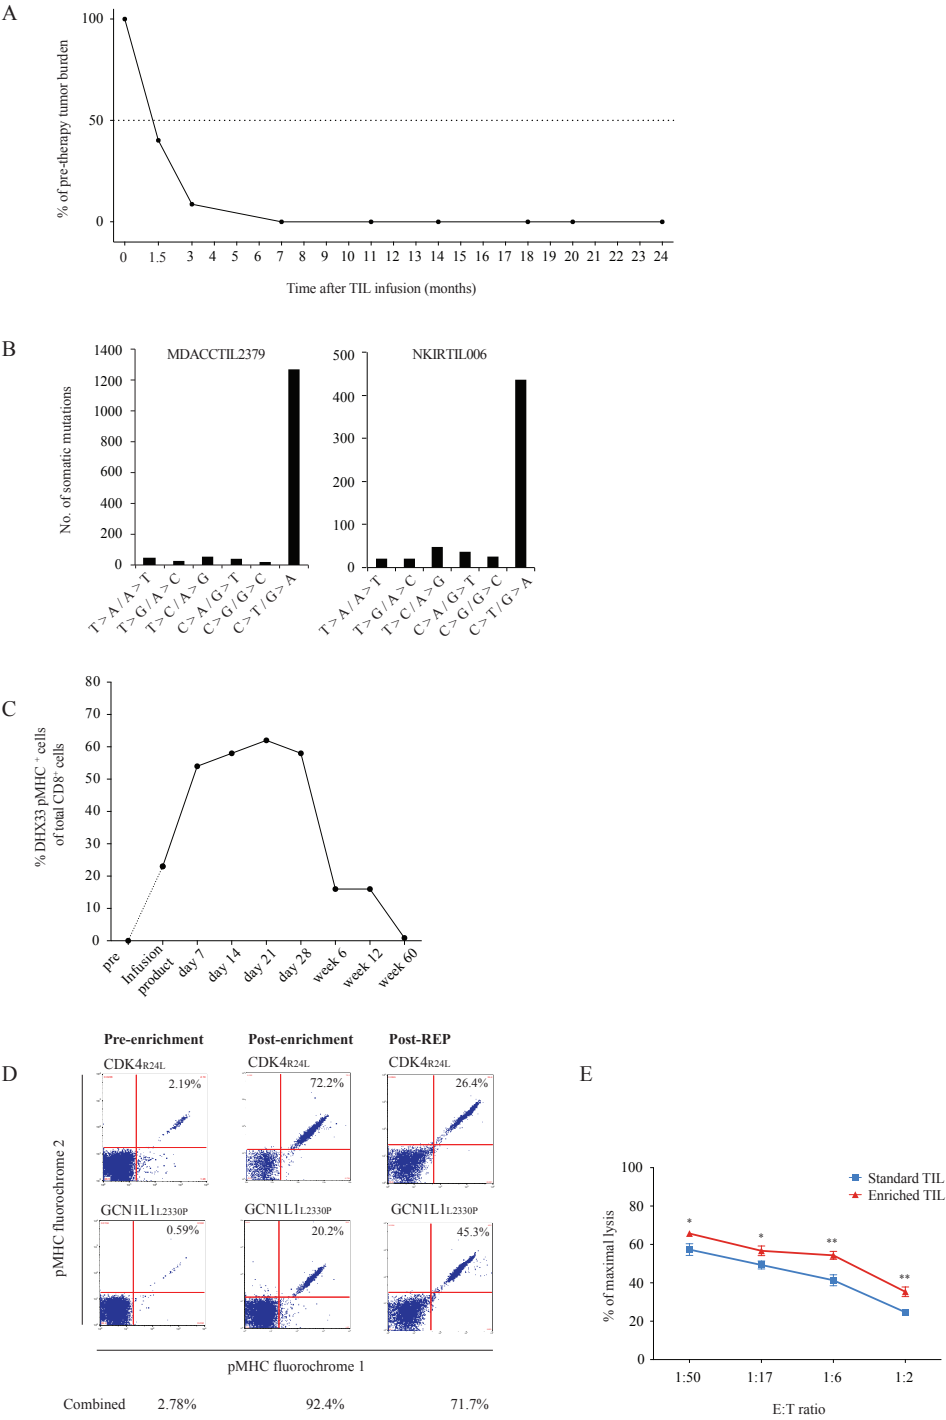 A
100
50
0
% of pre-therapy tumor burden
0 1.5 3 4 5 6 7 8 9 10 11 12 13 14 15 16 17 18 19 20 21 22 23 24
Time after TIL infusion (months)
B
MDACCTIL2379
1400
1200
1000
800
600
400
200
0
No. of somatic mutations
T > A / A > T
T > G / A > C
T > C / A > G
C > A / G > T
C > G / G > C
C > T / G > A
NKIRTIL006
500
400
300
200
100
0
T > A / A > T
T > G / A > C
T > C / A > G
C > A / G > T
C > G / G > C
C > T / G > A
C
80
70
60
50
40
30
20
10
0
% DHX33 pMHC + cells
of total CD8+ cells
pre
Infusion
product
day 7
day 14
day 21
day 28
week 6
week 12
week 60
D
Pre-enrichment Post-enrichment Post-REP
CDK4R24L CDK4R24L CDK4R24L
2.19% 72.2% 26.4%
GCN1L1L2330P GCN1L1L2330P GCN1L1L2330P
0.59% 20.2% 45.3%
pMHC fluorochrome 2
pMHC fluorochrome 1
Combined 2.78% 92.4% 71.7%
E
100
80
60
40
20
0
% of maximal lysis
Standard TIL
Enriched TIL
* * ** **
1:50 1:17 1:6 1:2
E:T ratio